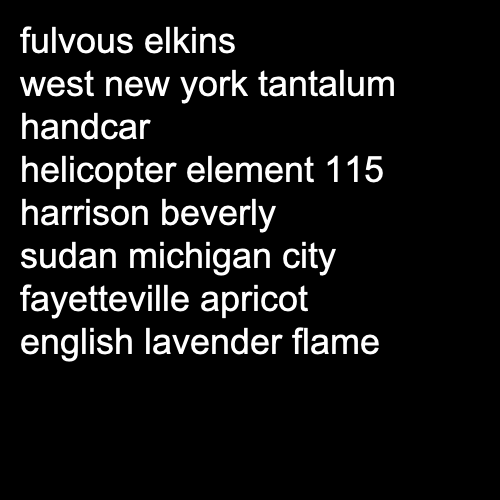 fulvous elkins
west new york tantalum
handcar
helicopter element 115
harrison beverly
sudan michigan city
fayetteville apricot
english lavender flame